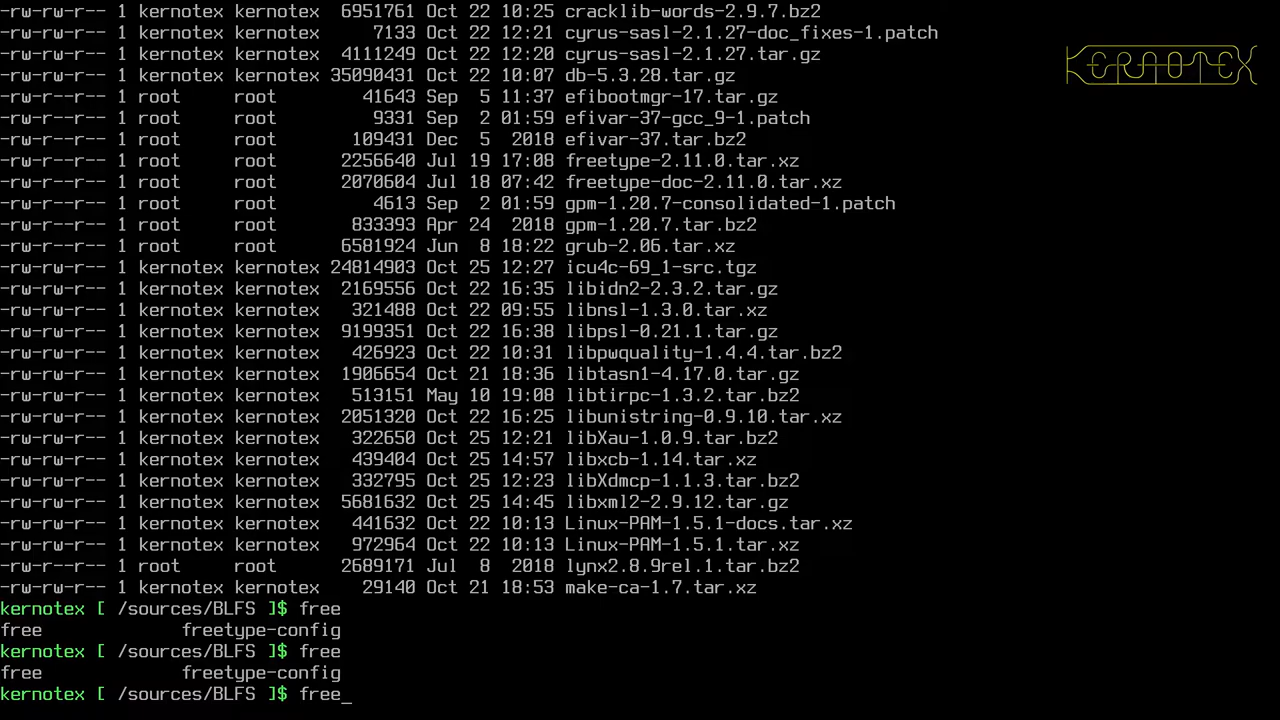 -rw-rw-r-- 1 kernotex kernotex  6951761 Oct 22 10:25 cracklib-words-2.9.7.bz2
-rw-rw-r-- 1 kernotex kernotex     7133 Oct 22 12:21 cyrus-sasl-2.1.27-doc_fixes-1.patch
-rw-rw-r-- 1 kernotex kernotex  4111249 Oct 22 12:20 cyrus-sasl-2.1.27.tar.gz
-rw-rw-r-- 1 kernotex kernotex 35090431 Oct 22 10:07 db-5.3.28.tar.gz
-rw-r--r-- 1 root     root        41643 Sep  5 11:37 efibootmgr-17.tar.gz
-rw-rw-r-- 1 root     root         9331 Sep  2 01:59 efivar-37-gcc_9-1.patch
-rw-rw-r-- 1 root     root       109431 Dec  5  2018 efivar-37.tar.bz2
-rw-rw-r-- 1 root     root      2256640 Jul 19 17:08 freetype-2.11.0.tar.xz
-rw-rw-r-- 1 root     root      2070604 Jul 18 07:42 freetype-doc-2.11.0.tar.xz
-rw-rw-r-- 1 root     root         4613 Sep  2 01:59 gpm-1.20.7-consolidated-1.patch
-rw-rw-r-- 1 root     root       833393 Apr 24  2018 gpm-1.20.7.tar.bz2
-rw-rw-r-- 1 root     root      6581924 Jun  8 18:22 grub-2.06.tar.xz
-rw-rw-r-- 1 kernotex kernotex 24814903 Oct 25 12:27 icu4c-69_1-src.tgz
-rw-rw-r-- 1 kernotex kernotex  2169556 Oct 22 16:35 libidn2-2.3.2.tar.gz
-rw-rw-r-- 1 kernotex kernotex   321488 Oct 22 09:55 libnsl-1.3.0.tar.xz
-rw-rw-r-- 1 kernotex kernotex  9199351 Oct 22 16:38 libpsl-0.21.1.tar.gz
-rw-rw-r-- 1 kernotex kernotex   426923 Oct 22 10:31 libpwquality-1.4.4.tar.bz2
-rw-rw-r-- 1 kernotex kernotex  1906654 Oct 21 18:36 libtasn1-4.17.0.tar.gz
-rw-rw-r-- 1 kernotex kernotex   513151 May 10 19:08 libtirpc-1.3.2.tar.bz2
-rw-rw-r-- 1 kernotex kernotex  2051320 Oct 22 16:25 libunistring-0.9.10.tar.xz
-rw-rw-r-- 1 kernotex kernotex   322650 Oct 25 12:21 libXau-1.0.9.tar.bz2
-rw-rw-r-- 1 kernotex kernotex   439404 Oct 25 14:57 libxcb-1.14.tar.xz
-rw-rw-r-- 1 kernotex kernotex   332795 Oct 25 12:23 libXdmcp-1.1.3.tar.bz2
-rw-rw-r-- 1 kernotex kernotex  5681632 Oct 25 14:45 libxml2-2.9.12.tar.gz
-rw-rw-r-- 1 kernotex kernotex   441632 Oct 22 10:13 Linux-PAM-1.5.1-docs.tar.xz
-rw-rw-r-- 1 kernotex kernotex   972964 Oct 22 10:13 Linux-PAM-1.5.1.tar.xz
-rw-r--r-- 1 root     root      2689171 Jul  8  2018 lynx2.8.9rel.1.tar.bz2
-rw-rw-r-- 1 kernotex kernotex    29140 Oct 21 18:53 make-ca-1.7.tar.xz
kernotex [ /sources/BLFS ]$ free
free             freetype-config
kernotex [ /sources/BLFS ]$ free
free             freetype-config
kernotex [ /sources/BLFS ]$ free_
KERNOTEX